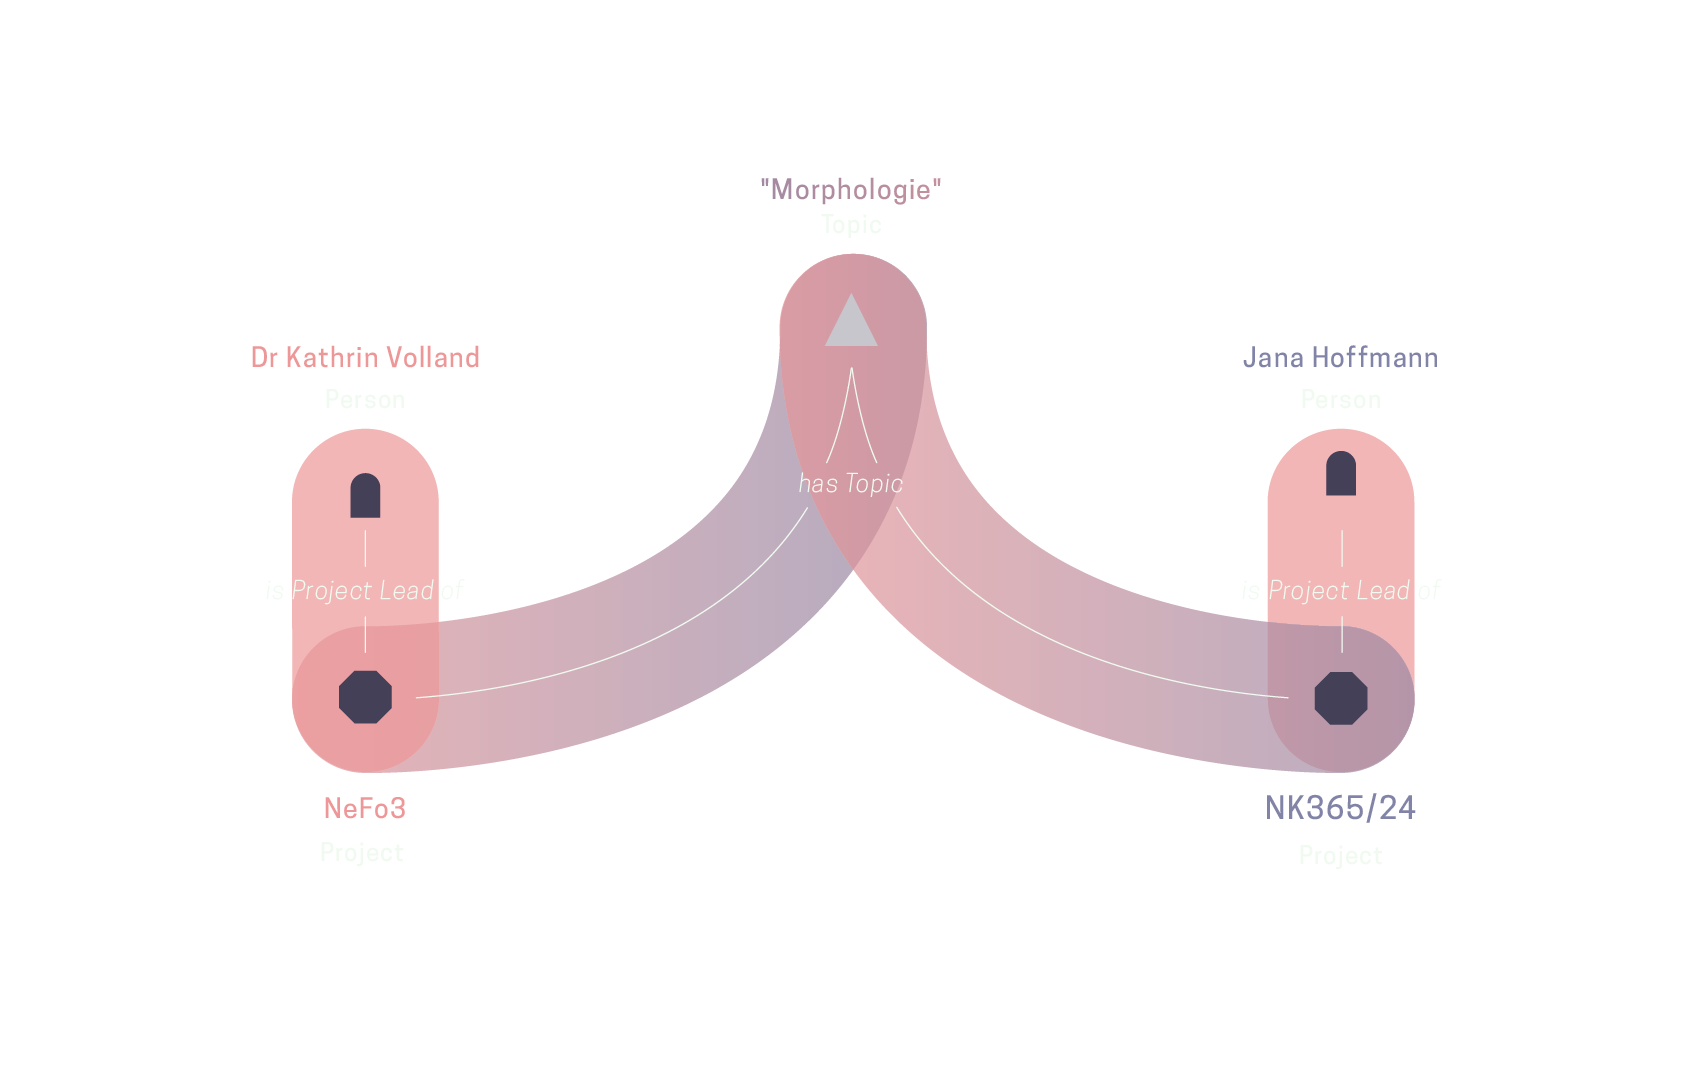 "Morphologie"
Topic
Dr Kathrin Volland
Person
Jana Hoffmann
Person
has Topic
is Project Lead of
is Project Lead of
NeFo3
Project
NK365/24
Project